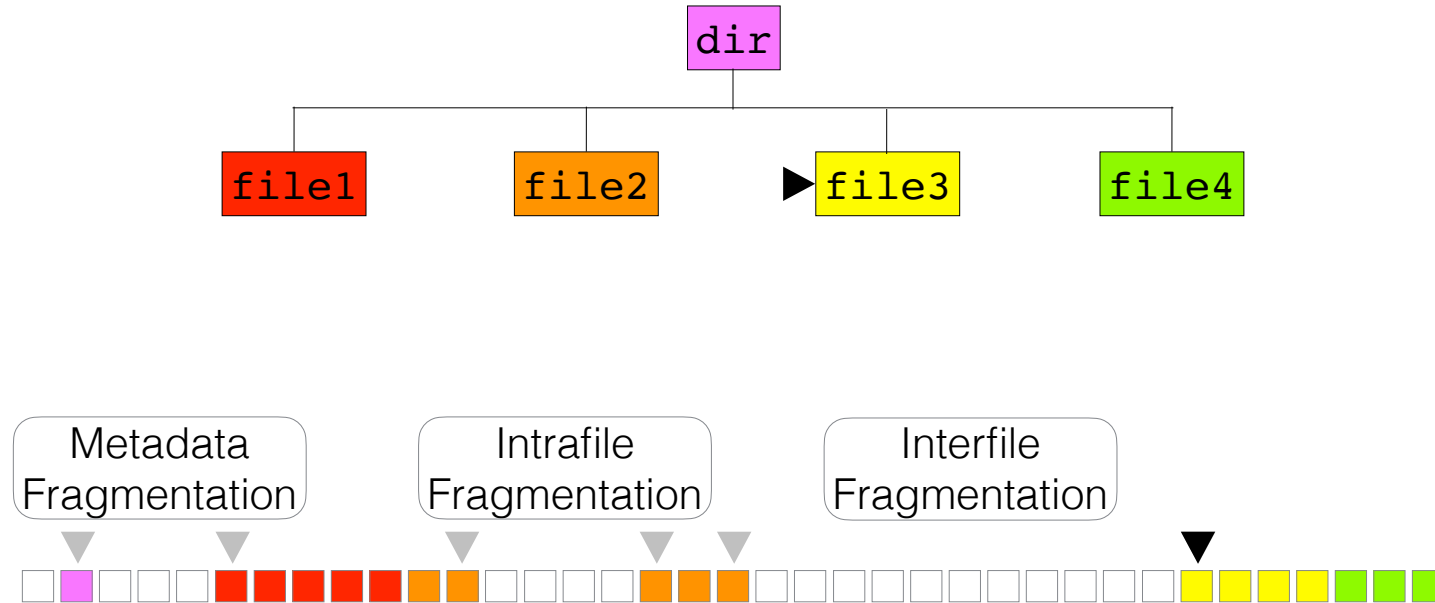 dir
file1
file2
file3
file4
Metadata
Fragmentation
Intrafile
Fragmentation
Interfile
Fragmentation